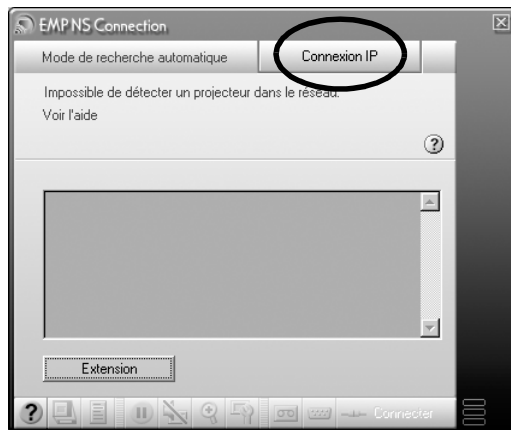 EMP NS Connection
Mode de recherche automatique
Connexion IP
Impossible de détecter un projecteur dans le réseau.
Voir l'aide
Extension
Connecter